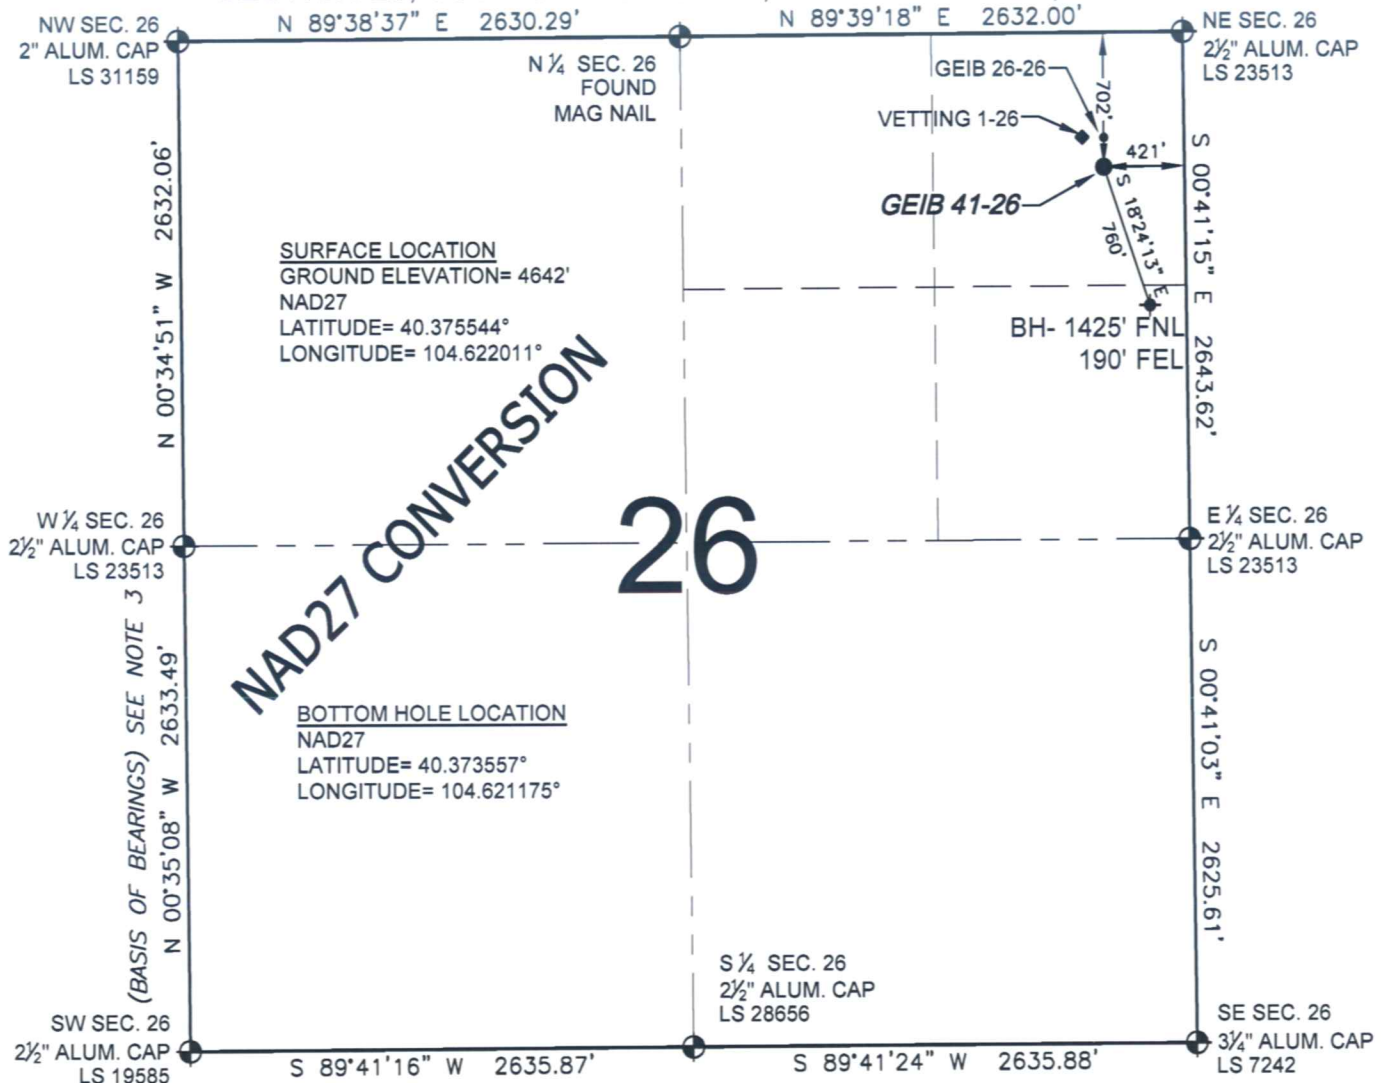 N 89°38'37" E 2630.29'
N 89°39'18" E 2632.00'
NW SEC. 26
2" ALUM. CAP
LS 31159
N ¼ SEC. 26
FOUND
MAG NAIL
NE SEC. 26
2½" ALUM. CAP
LS 23513
GEIB 26-26
VETTING 1-26
702'
421'
GEIB 41-26
S 18°24'13" E
760'
BH- 1425' FNL
190' FEL
S 00°41'15" E 2643.62'
N 00°34'51" W 2632.06'
SURFACE LOCATION
GROUND ELEVATION= 4642'
NAD27
LATITUDE= 40.375544°
LONGITUDE= 104.622011°
NAD27 CONVERSION
26
W ¼ SEC. 26
2½" ALUM. CAP
LS 23513
E ¼ SEC. 26
2½" ALUM. CAP
LS 23513
(BASIS OF BEARINGS) SEE NOTE 3
N 00°35'08" W 2633.49'
BOTTOM HOLE LOCATION
NAD27
LATITUDE= 40.373557°
LONGITUDE= 104.621175°
S 00°41'03" E 2625.61'
S ¼ SEC. 26
2½" ALUM. CAP
LS 28656
SW SEC. 26
2½" ALUM. CAP
LS 19585
SE SEC. 26
3¼" ALUM. CAP
LS 7242
S 89°41'16" W 2635.87'
S 89°41'24" W 2635.88'